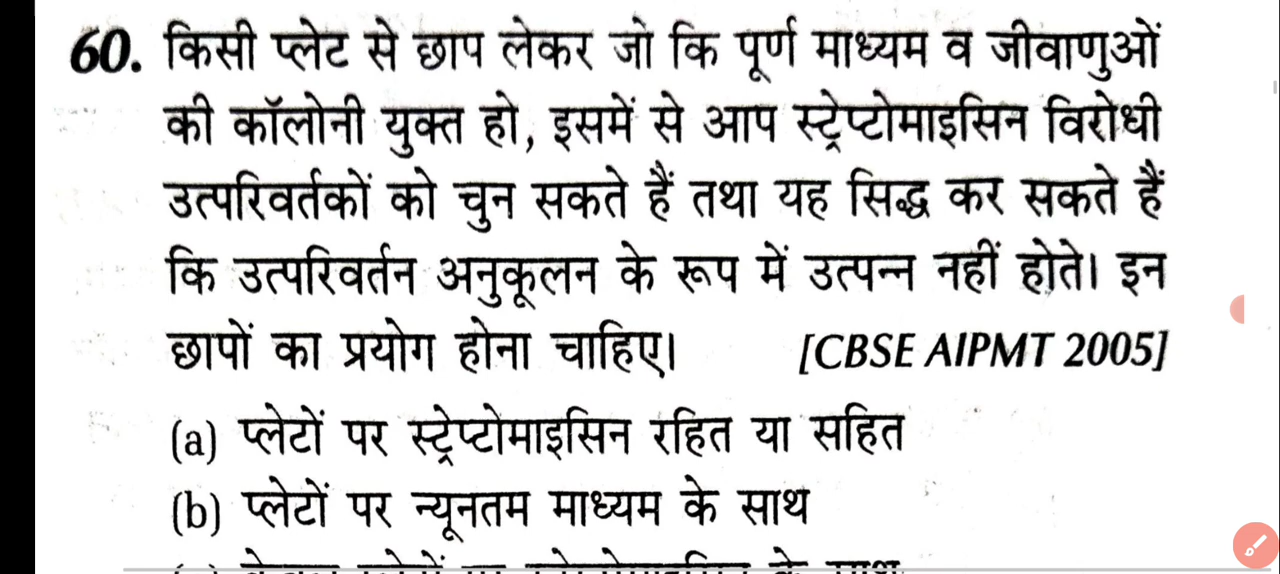 60. किसी प्लेट से छाप लेकर जो कि पूर्ण माध्यम व जीवाणुओं
की कॉलोनी युक्त हो, इसमें से आप स्ट्रेप्टोमाइसिन विरोधी
उत्परिवर्तकों को चुन सकते हैं तथा यह सिद्ध कर सकते हैं
कि उत्परिवर्तन अनुकूलन के रूप में उत्पन्न नहीं होते। इन
छापों का प्रयोग होना चाहिए। [CBSE AIPMT 2005]
(a) प्लेटों पर स्ट्रेप्टोमाइसिन रहित या सहित
(b) प्लेटों पर न्यूनतम माध्यम के साथ